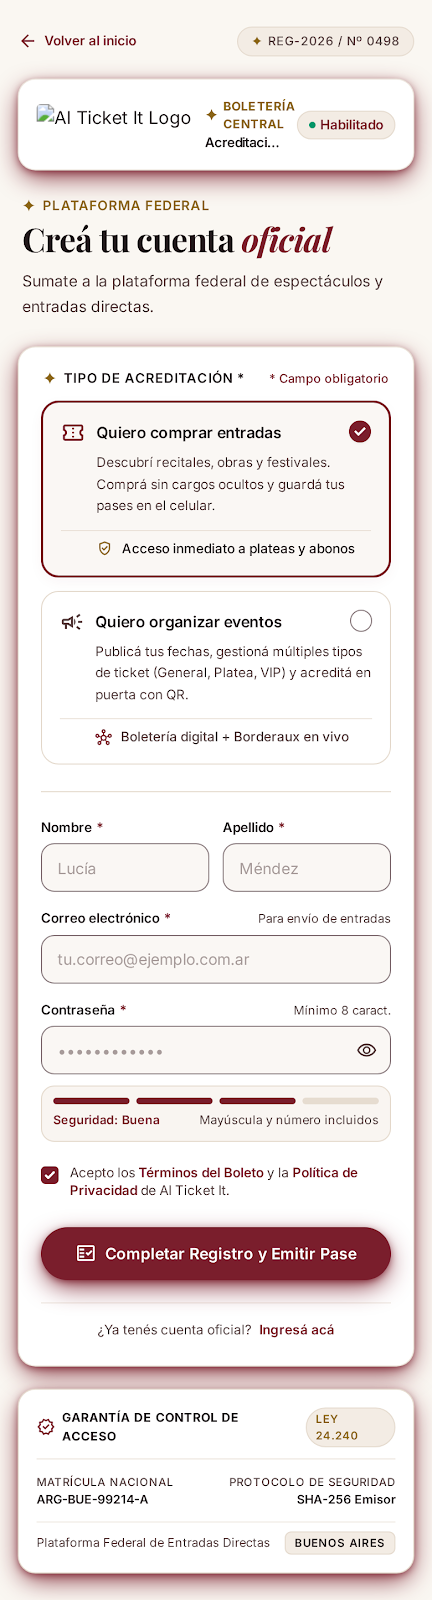 Volver al inicio
REG-2026 / Nº 0498
AI Ticket It Logo
BOLETERÍA CENTRAL
Acreditaci...
Habilitado
PLATAFORMA FEDERAL
Creá tu cuenta oficial
Sumate a la plataforma federal de espectáculos y
entradas directas.
TIPO DE ACREDITACIÓN *
* Campo obligatorio
Quiero comprar entradas
Descubrí recitales, obras y festivales.
Comprá sin cargos ocultos y guardá tus
pases en el celular.
Acceso inmediato a plateas y abonos
Quiero organizar eventos
Publicá tus fechas, gestioná múltiples tipos
de ticket (General, Platea, VIP) y acreditá en
puerta con QR.
Boletería digital + Borderaux en vivo
Nombre *
Apellido *
Lucía
Méndez
Correo electrónico *
Para envío de entradas
tu.correo@ejemplo.com.ar
Contraseña *
Mínimo 8 caract.
••••••••••••
Seguridad: Buena
Mayúscula y número incluidos
Acepto los Términos del Boleto y la Política de
Privacidad de AI Ticket It.
Completar Registro y Emitir Pase
¿Ya tenés cuenta oficial? Ingresá acá
GARANTÍA DE CONTROL DE
ACCESO
LEY
24.240
MATRÍCULA NACIONAL
PROTOCOLO DE SEGURIDAD
ARG-BUE-99214-A
SHA-256 Emisor
Plataforma Federal de Entradas Directas
BUENOS AIRES